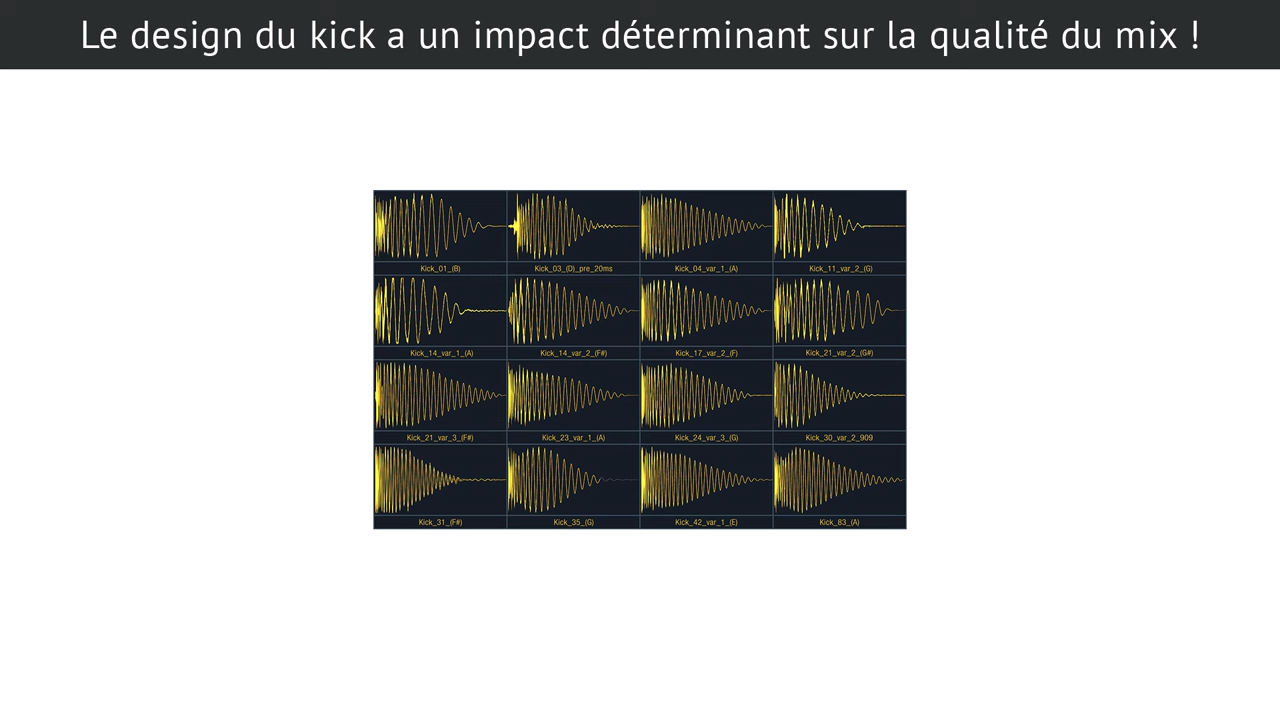 Le design du kick a un impact déterminant sur la qualité du mix !
Kick_01_(B) Kick_03_(D)_pre_20ms Kick_04_var_1_(A) Kick_11_var_2_(G)
Kick_14_var_1_(A) Kick_14_var_2_(F#) Kick_17_var_2_(F) Kick_21_var_2_(G#)
Kick_21_var_3_(F#) Kick_23_var_1_(A) Kick_24_var_3_(G) Kick_30_var_2_909
Kick_31_(F#) Kick_35_(G) Kick_42_var_1_(E) Kick_83_(A)